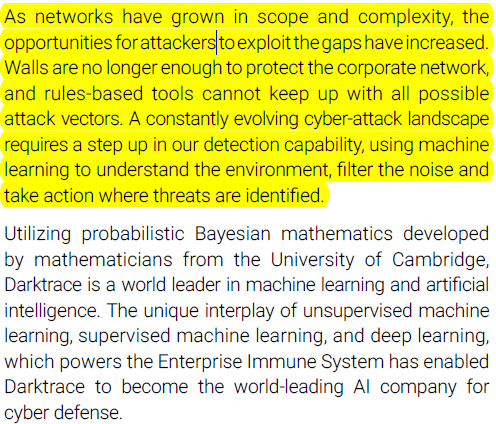 As networks have grown in scope and complexity, the
opportunities for attackers to exploit the gaps have increased.
Walls are no longer enough to protect the corporate network,
and rules-based tools cannot keep up with all possible
attack vectors. A constantly evolving cyber-attack landscape
requires a step up in our detection capability, using machine
learning to understand the environment, filter the noise and
take action where threats are identified.
Utilizing probabilistic Bayesian mathematics developed
by mathematicians from the University of Cambridge,
Darktrace is a world leader in machine learning and artificial
intelligence. The unique interplay of unsupervised machine
learning, supervised machine learning, and deep learning,
which powers the Enterprise Immune System has enabled
Darktrace to become the world-leading AI company for
cyber defense.